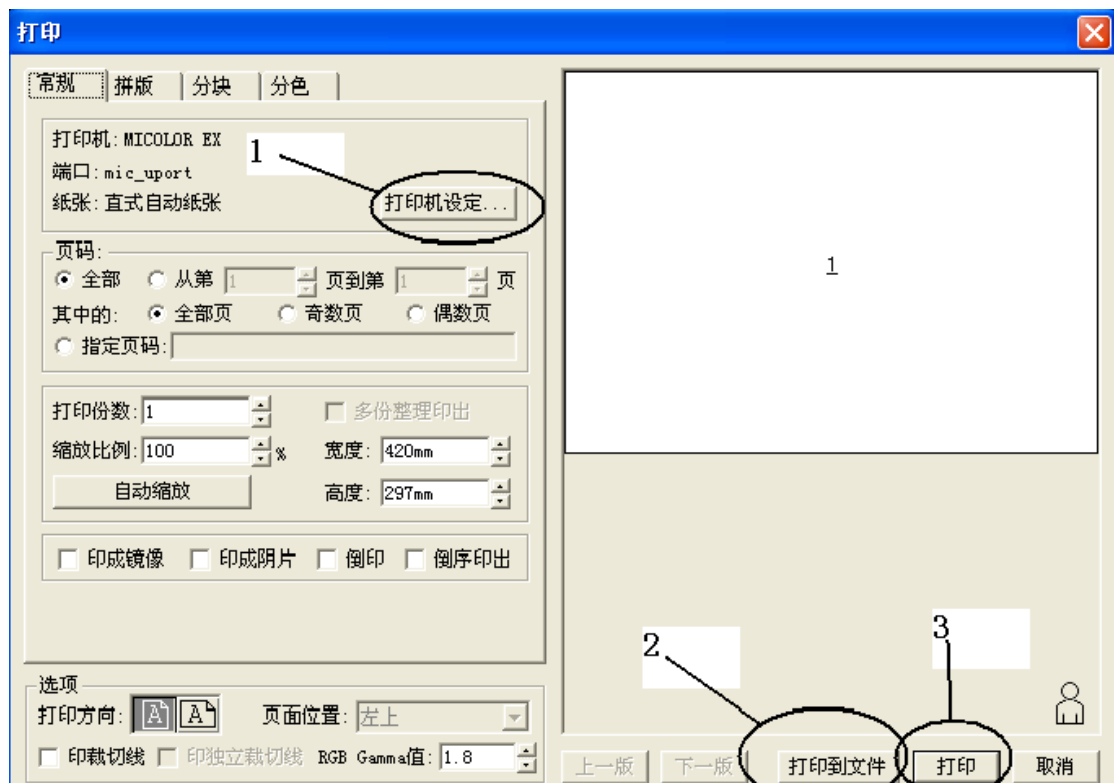 打印
常规 拼版 分块 分色
打印机: MICOLOR EX
端口: mic_uport
纸张: 直式自动纸张
1
打印机设定...
页码:
全部 从第 1 页到第 1 页
其中的: 全部页 奇数页 偶数页
指定页码:
打印份数: 1 多份整理印出
缩放比例: 100 % 宽度: 420mm
自动缩放 高度: 297mm
印成镜像 印成阴片 倒印 倒序印出
选项
打印方向: A A 页面位置: 左上
印裁切线 印独立裁切线 RGB Gamma值: 1.8
1
2
3
上一版 下一版 打印到文件 打印 取消